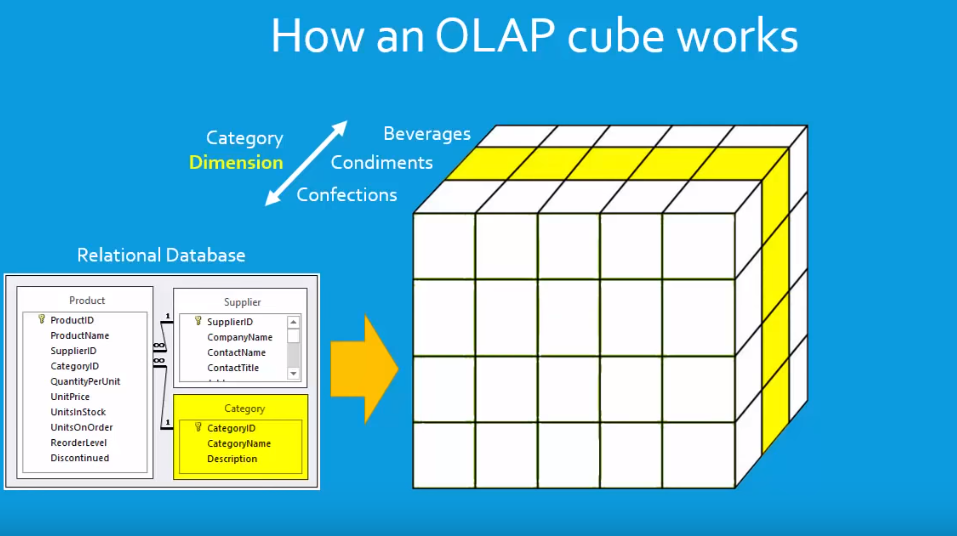 How an OLAP cube works
Category
Dimension
Beverages
Condiments
Confections
Relational Database
Product
ProductID
ProductName
SupplierID
CategoryID
QuantityPerUnit
UnitPrice
UnitsInStock
UnitsOnOrder
ReorderLevel
Discontinued
1
∞
∞
1
Supplier
SupplierID
CompanyName
ContactName
ContactTitle
Category
CategoryID
CategoryName
Description